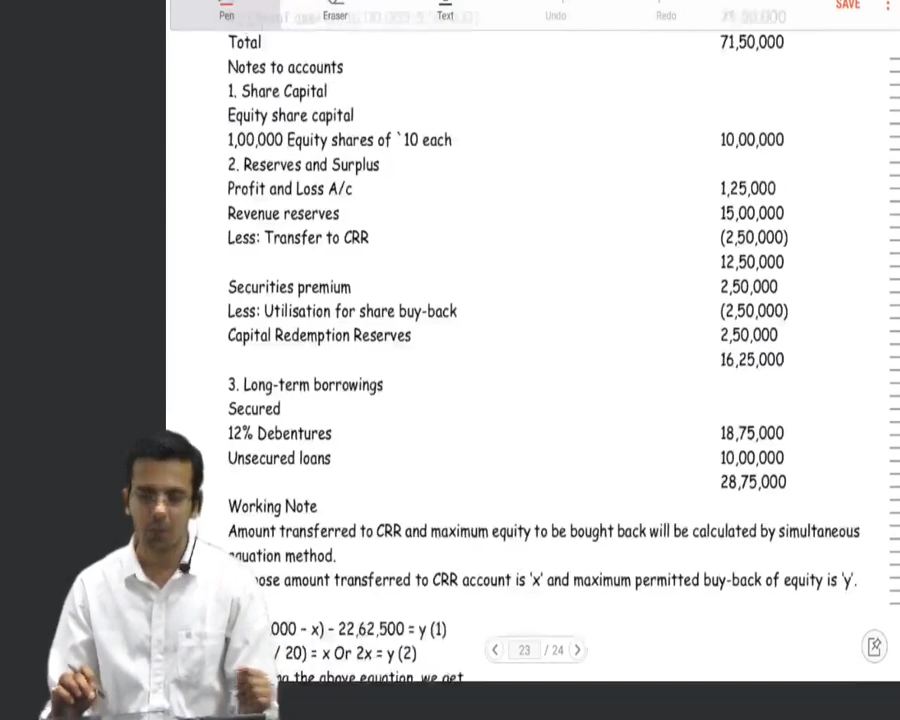 SAVE
Pen Eraser Text Undo Redo
Total 71,50,000
Notes to accounts
1. Share Capital
Equity share capital
1,00,000 Equity shares of `10 each 10,00,000
2. Reserves and Surplus
Profit and Loss A/c 1,25,000
Revenue reserves 15,00,000
Less: Transfer to CRR (2,50,000)
12,50,000
Securities premium 2,50,000
Less: Utilisation for share buy-back (2,50,000)
Capital Redemption Reserves 2,50,000
16,25,000
3. Long-term borrowings
Secured
12% Debentures 18,75,000
Unsecured loans 10,00,000
28,75,000
Working Note
Amount transferred to CRR and maximum equity to be bought back will be calculated by simultaneous
equation method.
amount transferred to CRR account is 'x' and maximum permitted buy-back of equity is 'y'.
000 - x) - 22,62,500 = y (1)
/ 20) = x Or 2x = y (2)
the above equation, we get
23 / 24